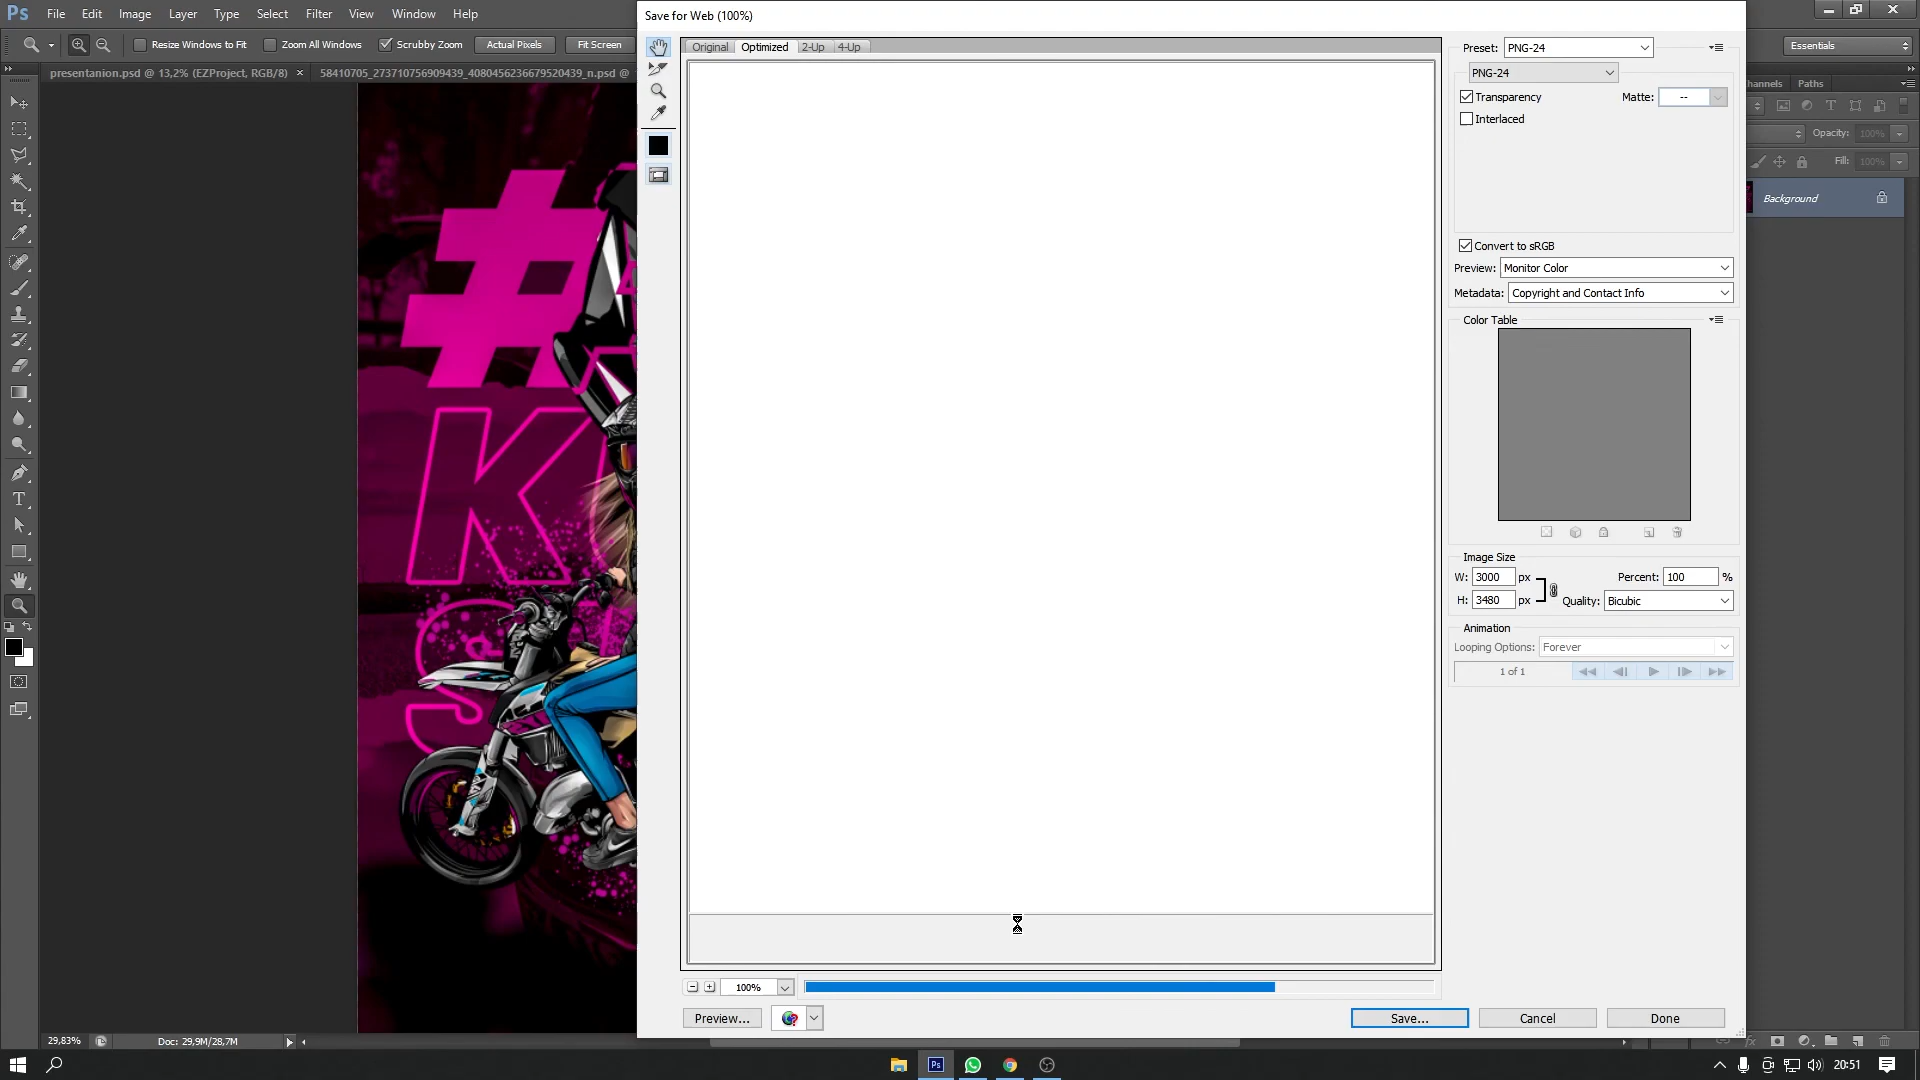 Ps File Edit Image Layer Type Select Filter View Window Help
Resize Windows to Fit Zoom All Windows Scrubby Zoom Actual Pixels Fit Screen
Essentials
presentanion.psd @ 13,2% (EZProject, RGB/8) × 58410705_273710756909439_4080456236679520439_n.psd @
Save for Web (100%)
Original Optimized 2-Up 4-Up
Preset: PNG-24
PNG-24
Transparency Matte: --
Interlaced
Convert to sRGB
Preview: Monitor Color
Metadata: Copyright and Contact Info
Color Table
Image Size
W: 3000 px Percent: 100 %
H: 3480 px Quality: Bicubic
Animation
Looping Options: Forever
1 of 1
100%
Preview... Save... Cancel Done
hannels Paths
Opacity: 100%
Fill: 100%
Background
#
K
29,83% Doc: 29,9M/28,7M
Ps 20:51